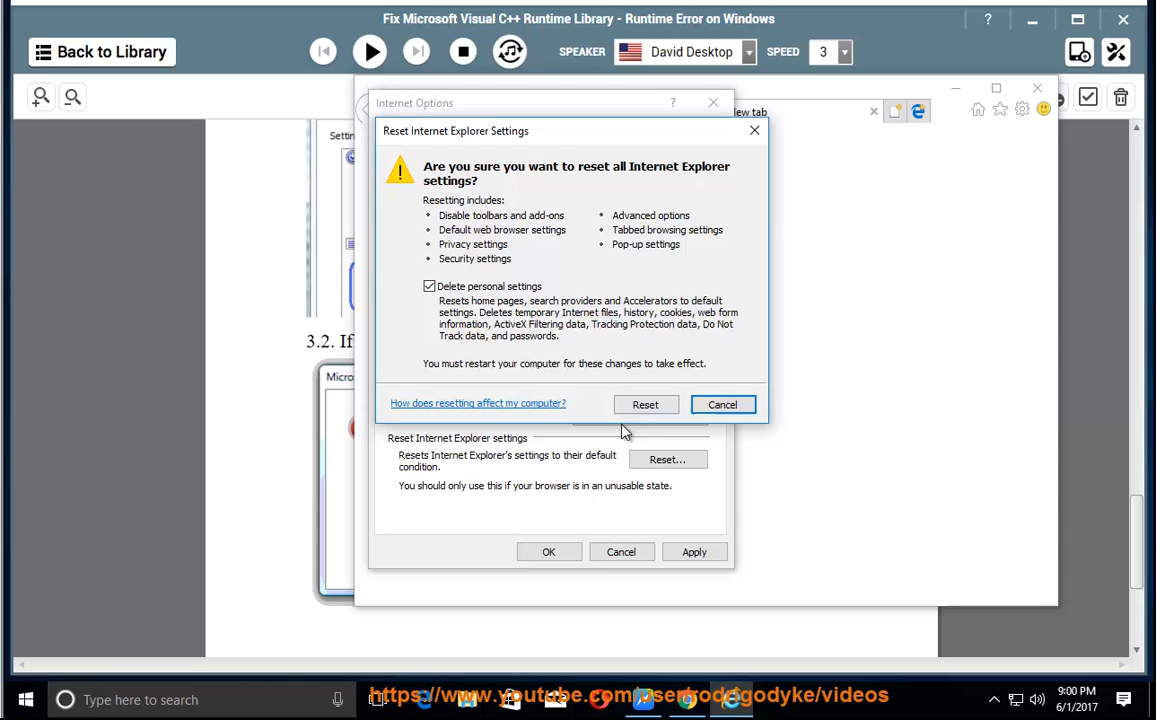 Fix Microsoft Visual C++ Runtime Library - Runtime Error on Windows
?
Back to Library
SPEAKER
David Desktop
SPEED
3
Internet Options
?
ew tab
Reset Internet Explorer Settings
Settin
Are you sure you want to reset all Internet Explorer
settings?
Resetting includes:
• Disable toolbars and add-ons
• Default web browser settings
• Privacy settings
• Security settings
• Advanced options
• Tabbed browsing settings
• Pop-up settings
Delete personal settings
Resets home pages, search providers and Accelerators to default
settings. Deletes temporary Internet files, history, cookies, web form
information, ActiveX Filtering data, Tracking Protection data, Do Not
Track data, and passwords.
You must restart your computer for these changes to take effect.
How does resetting affect my computer?
Reset
Cancel
3.2. If
Micro
Reset Internet Explorer settings
Resets Internet Explorer's settings to their default
condition.
Reset...
You should only use this if your browser is in an unusable state.
OK
Cancel
Apply
Type here to search
9:00 PM
6/1/2017